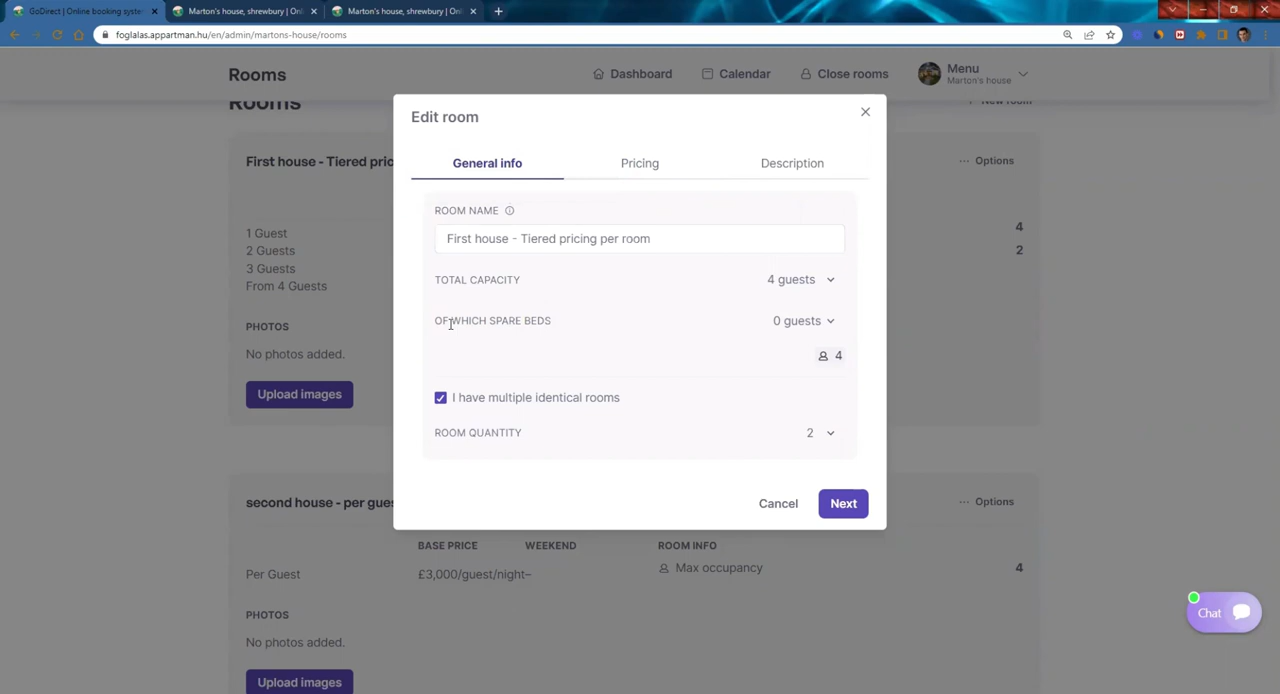 GoDirect | Online booking syste
Marton's house, shrewsbury | Onl
Marton's house, shrewbury | Onl
foglalas.appartman.hu/en/admin/martons-house/rooms
Rooms
Dashboard
Calendar
Close rooms
Menu
Marton's house
Rooms
New room
First house - Tiered pric
Options
1 Guest
4
2 Guests
2
3 Guests
From 4 Guests
PHOTOS
No photos added.
Upload images
Edit room
General info
Pricing
Description
ROOM NAME
First house - Tiered pricing per room
TOTAL CAPACITY
4 guests
OF WHICH SPARE BEDS
0 guests
4
I have multiple identical rooms
ROOM QUANTITY
2
Cancel
Next
second house - per gues
Options
BASE PRICE
WEEKEND
ROOM INFO
Per Guest
£3,000/guest/night–
Max occupancy
4
PHOTOS
No photos added.
Upload images
Chat